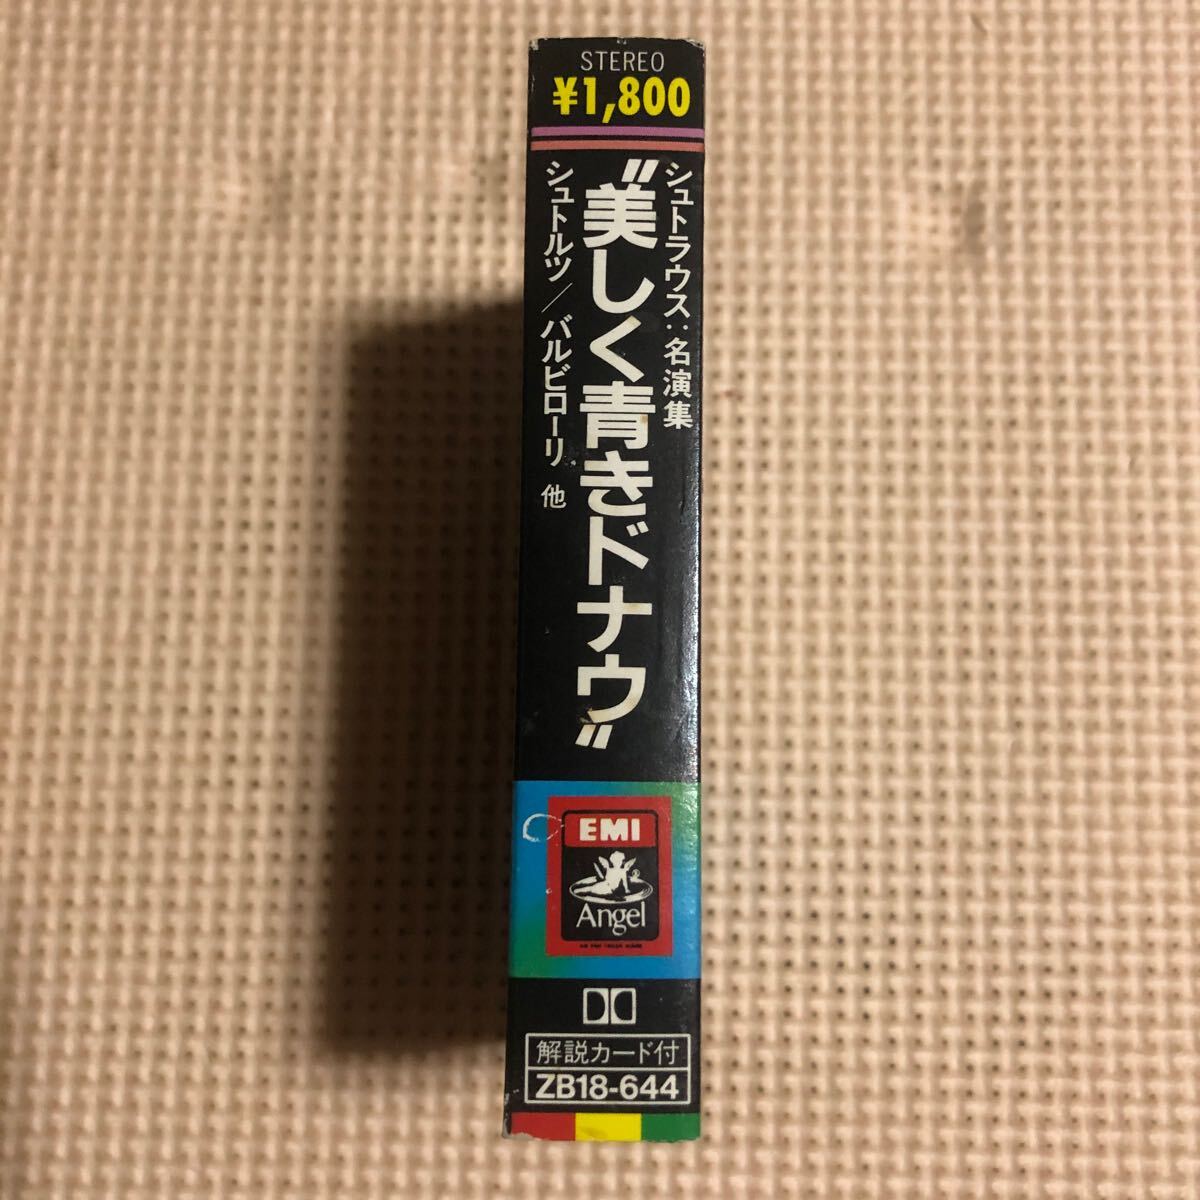 STEREO
¥1,800
シュトラウス：名演集
“美しく青きドナウ”
シュトルツ／バルビローリ 他
EMI
Angel
解説カード付
ZB18-644